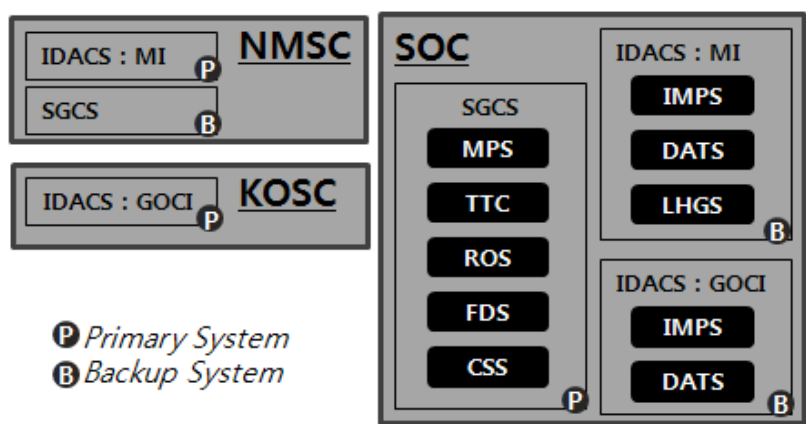 NMSC
IDACS : MI
P
SGCS
B
KOSC
IDACS : GOCI
P
P Primary System
B Backup System
SOC
SGCS
MPS
TTC
ROS
FDS
CSS
P
IDACS : MI
IMPS
DATS
LHGS
B
IDACS : GOCI
IMPS
DATS
B